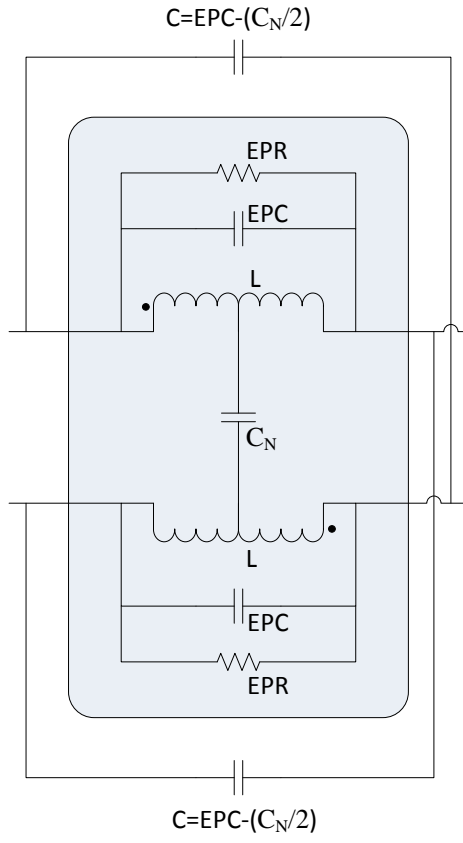 C=EPC-(C_N/2)
EPR
EPC
L
C_N
L
EPC
EPR
C=EPC-(C_N/2)